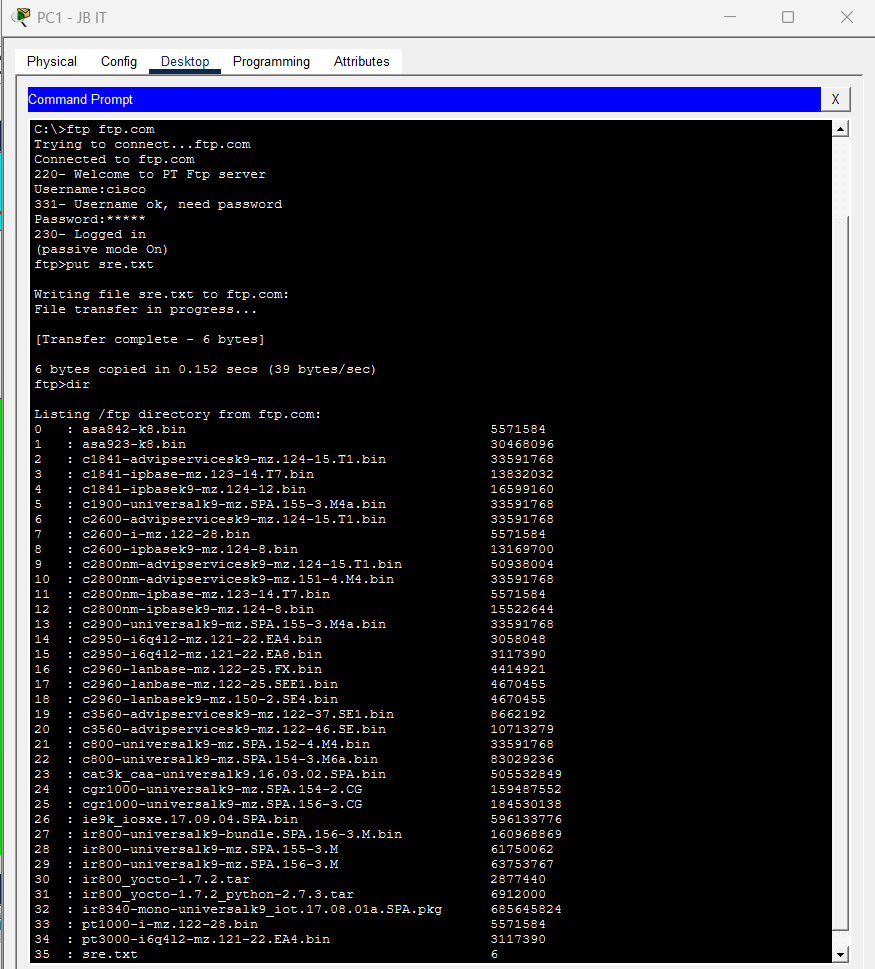 PC1 - JB IT
Physical Config Desktop Programming Attributes
Command Prompt
X
C:\>ftp ftp.com
Trying to connect...ftp.com
Connected to ftp.com
220- Welcome to PT Ftp server
Username:cisco
331- Username ok, need password
Password:*****
230- Logged in
(passive mode On)
ftp>put sre.txt
Writing file sre.txt to ftp.com:
File transfer in progress...
[Transfer complete - 6 bytes]
6 bytes copied in 0.152 secs (39 bytes/sec)
ftp>dir
Listing /ftp directory from ftp.com:
0 : asa842-k8.bin 5571584
1 : asa923-k8.bin 30468096
2 : c1841-advipservicesk9-mz.124-15.T1.bin 33591768
3 : c1841-ipbase-mz.123-14.T7.bin 13832032
4 : c1841-ipbasek9-mz.124-12.bin 16599160
5 : c1900-universalk9-mz.SPA.155-3.M4a.bin 33591768
6 : c2600-advipservicesk9-mz.124-15.T1.bin 33591768
7 : c2600-i-mz.122-28.bin 5571584
8 : c2600-ipbasek9-mz.124-8.bin 13169700
9 : c2800nm-advipservicesk9-mz.124-15.T1.bin 50938004
10 : c2800nm-advipservicesk9-mz.151-4.M4.bin 33591768
11 : c2800nm-ipbase-mz.123-14.T7.bin 5571584
12 : c2800nm-ipbasek9-mz.124-8.bin 15522644
13 : c2900-universalk9-mz.SPA.155-3.M4a.bin 33591768
14 : c2950-i6q4l2-mz.121-22.EA4.bin 3058048
15 : c2950-i6q4l2-mz.121-22.EA8.bin 3117390
16 : c2960-lanbase-mz.122-25.FX.bin 4414921
17 : c2960-lanbase-mz.122-25.SEE1.bin 4670455
18 : c2960-lanbasek9-mz.150-2.SE4.bin 4670455
19 : c3560-advipservicesk9-mz.122-37.SE1.bin 8662192
20 : c3560-advipservicesk9-mz.122-46.SE.bin 10713279
21 : c800-universalk9-mz.SPA.152-4.M4.bin 33591768
22 : c800-universalk9-mz.SPA.154-3.M6a.bin 83029236
23 : cat3k_caa-universalk9.16.03.02.SPA.bin 505532849
24 : cgr1000-universalk9-mz.SPA.154-2.CG 159487552
25 : cgr1000-universalk9-mz.SPA.156-3.CG 184530138
26 : ie9k_iosxe.17.09.04.SPA.bin 596133776
27 : ir800-universalk9-bundle.SPA.156-3.M.bin 160968869
28 : ir800-universalk9-mz.SPA.155-3.M 61750062
29 : ir800-universalk9-mz.SPA.156-3.M 63753767
30 : ir800_yocto-1.7.2.tar 2877440
31 : ir800_yocto-1.7.2_python-2.7.3.tar 6912000
32 : ir8340-mono-universalk9_iot.17.08.01a.SPA.pkg 685645824
33 : pt1000-i-mz.122-28.bin 5571584
34 : pt3000-i6q4l2-mz.121-22.EA4.bin 3117390
35 : sre.txt 6